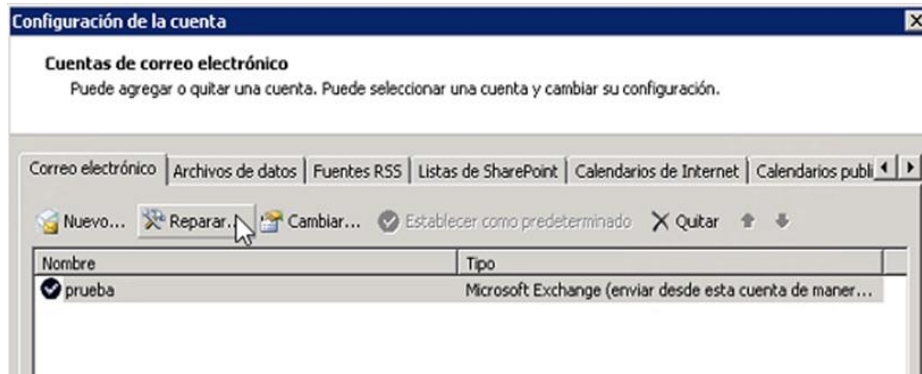 Configuración de la cuenta
Cuentas de correo electrónico
Puede agregar o quitar una cuenta. Puede seleccionar una cuenta y cambiar su configuración.
Correo electrónico Archivos de datos Fuentes RSS Listas de SharePoint Calendarios de Internet Calendarios publi
Nuevo... Reparar... Cambiar... Establecer como predeterminado Quitar
Nombre Tipo
prueba Microsoft Exchange (enviar desde esta cuenta de maner...